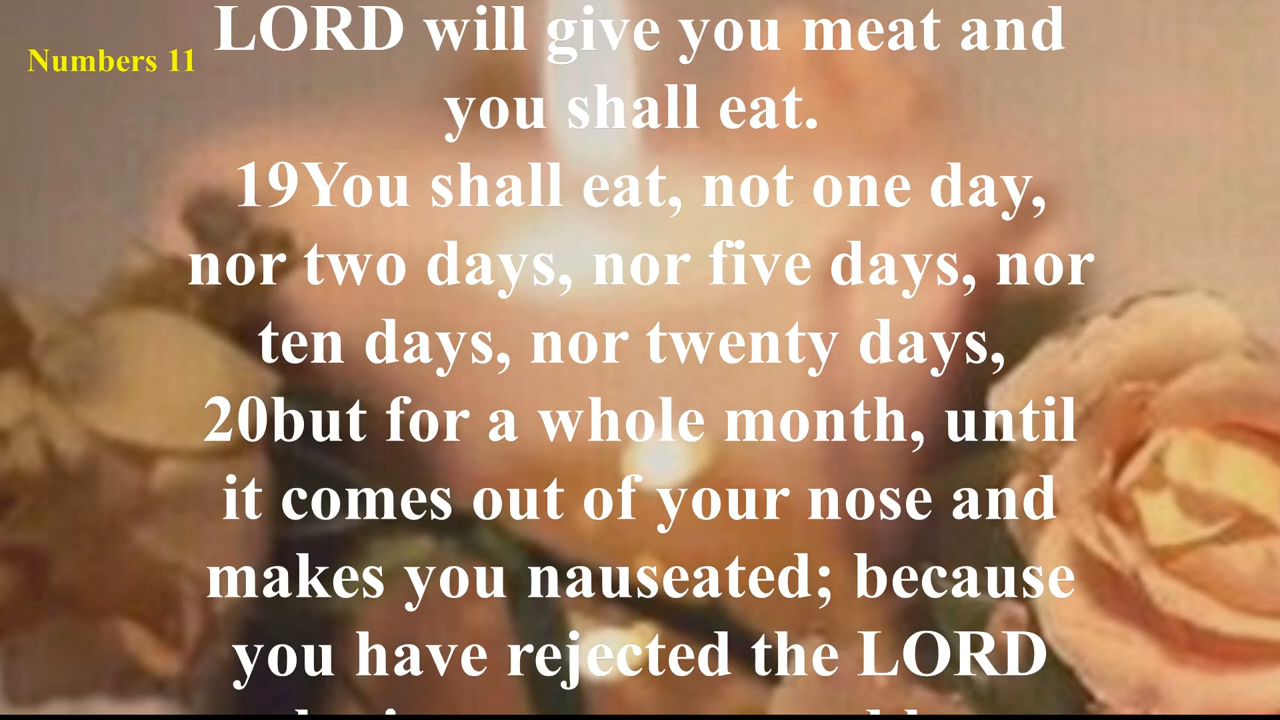 LORD will give you meat and
Numbers 11
you shall eat.
19You shall eat, not one day,
nor two days, nor five days, nor
ten days, nor twenty days,
20but for a whole month, until
it comes out of your nose and
makes you nauseated; because
you have rejected the LORD